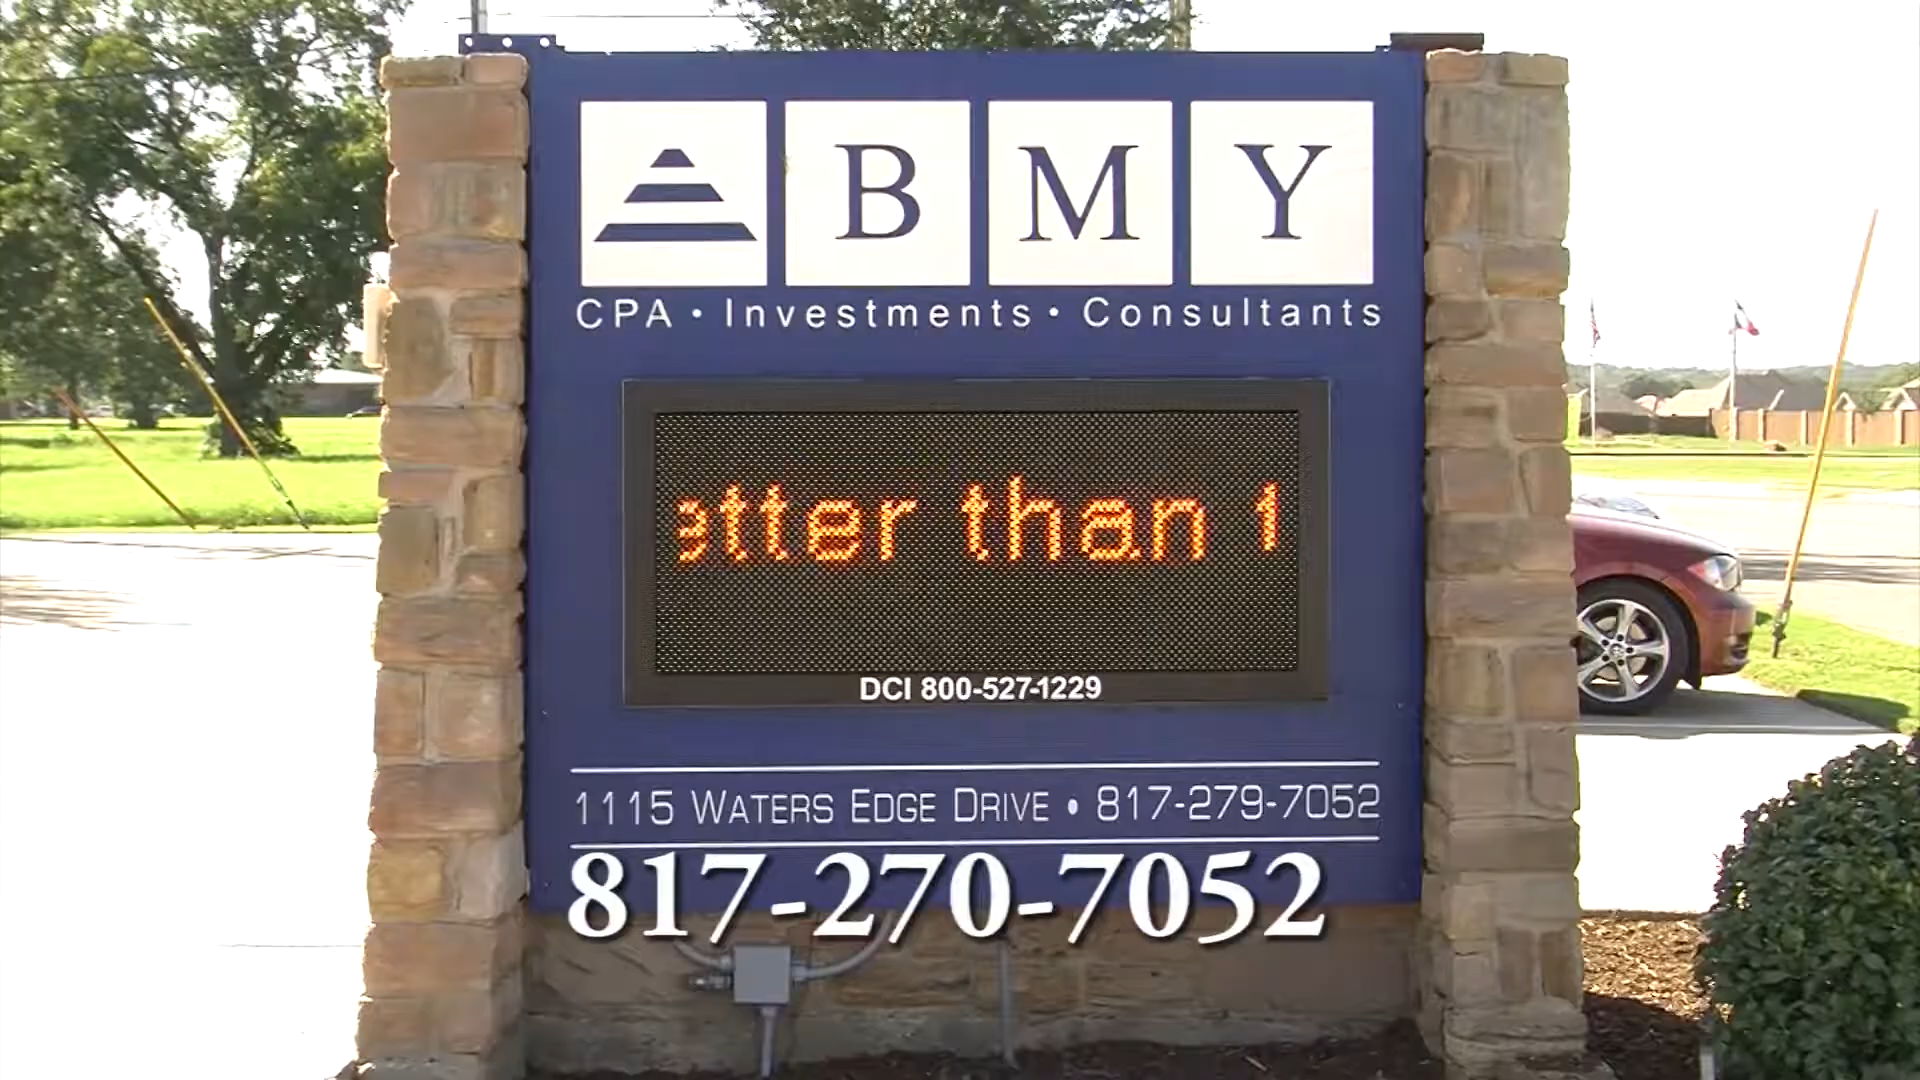 B M Y
CPA • Investments • Consultants
etter than 1
DCI 800-527-1229
1115 WATERS EDGE DRIVE • 817-279-7052
817-270-7052